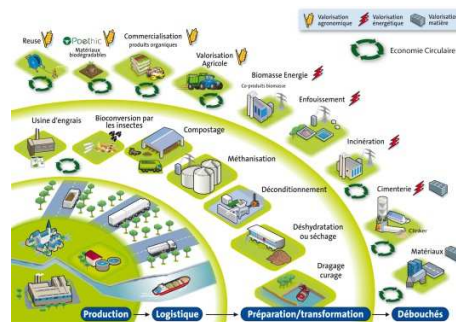 Valorisation
agronomique
Valorisation
énergétique
Valorisation
matière
Economie Circulaire
Reuse
Poethic
Matériaux
biodégradables
Commercialisation
produits organiques
Valorisation
Agricole
Biomasse Energie
Co-produits biomasse
Enfouissement
Incinération
Cimenterie
Clinker
Matériaux
Usine d'engrais
Bioconversion par
les insectes
Compostage
Méthanisation
Déconditionnement
Déshydratation
ou séchage
Dragage
curage
Production
Logistique
Préparation/transformation
Débouchés